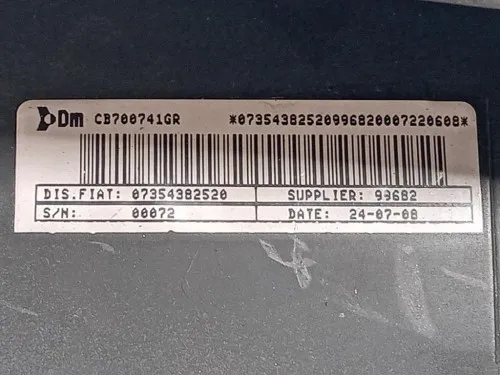 Dm CB700741GR *07354382520996820007220608*
DIS.FIAT: 07354382520 SUPPLIER: 99682
S/N: 00072 DATE: 24-07-08